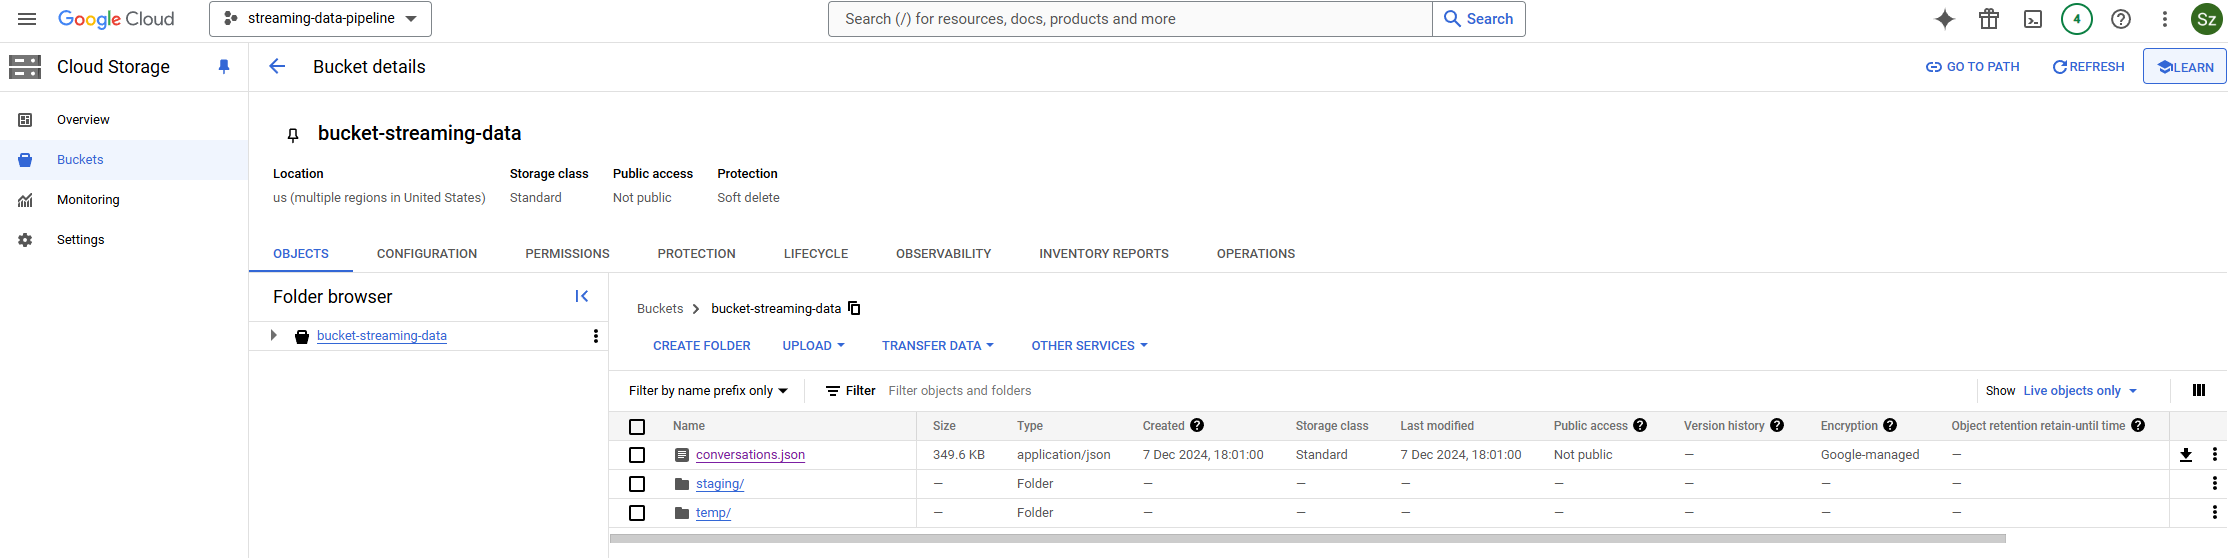 Google Cloud
streaming-data-pipeline
Search (/) for resources, docs, products and more
Search
4
Sz
Cloud Storage
Bucket details
GO TO PATH
REFRESH
LEARN
Overview
Buckets
Monitoring
Settings
bucket-streaming-data
Location Storage class Public access Protection
us (multiple regions in United States) Standard Not public Soft delete
OBJECTS CONFIGURATION PERMISSIONS PROTECTION LIFECYCLE OBSERVABILITY INVENTORY REPORTS OPERATIONS
Folder browser
bucket-streaming-data
Buckets > bucket-streaming-data
CREATE FOLDER UPLOAD TRANSFER DATA OTHER SERVICES
Filter by name prefix only Filter Filter objects and folders Show Live objects only
Name Size Type Created Storage class Last modified Public access Version history Encryption Object retention retain-until time
conversations.json 349.6 KB application/json 7 Dec 2024, 18:01:00 Standard 7 Dec 2024, 18:01:00 Not public — Google-managed —
staging/ — Folder — — — — — — —
temp/ — Folder — — — — — — —